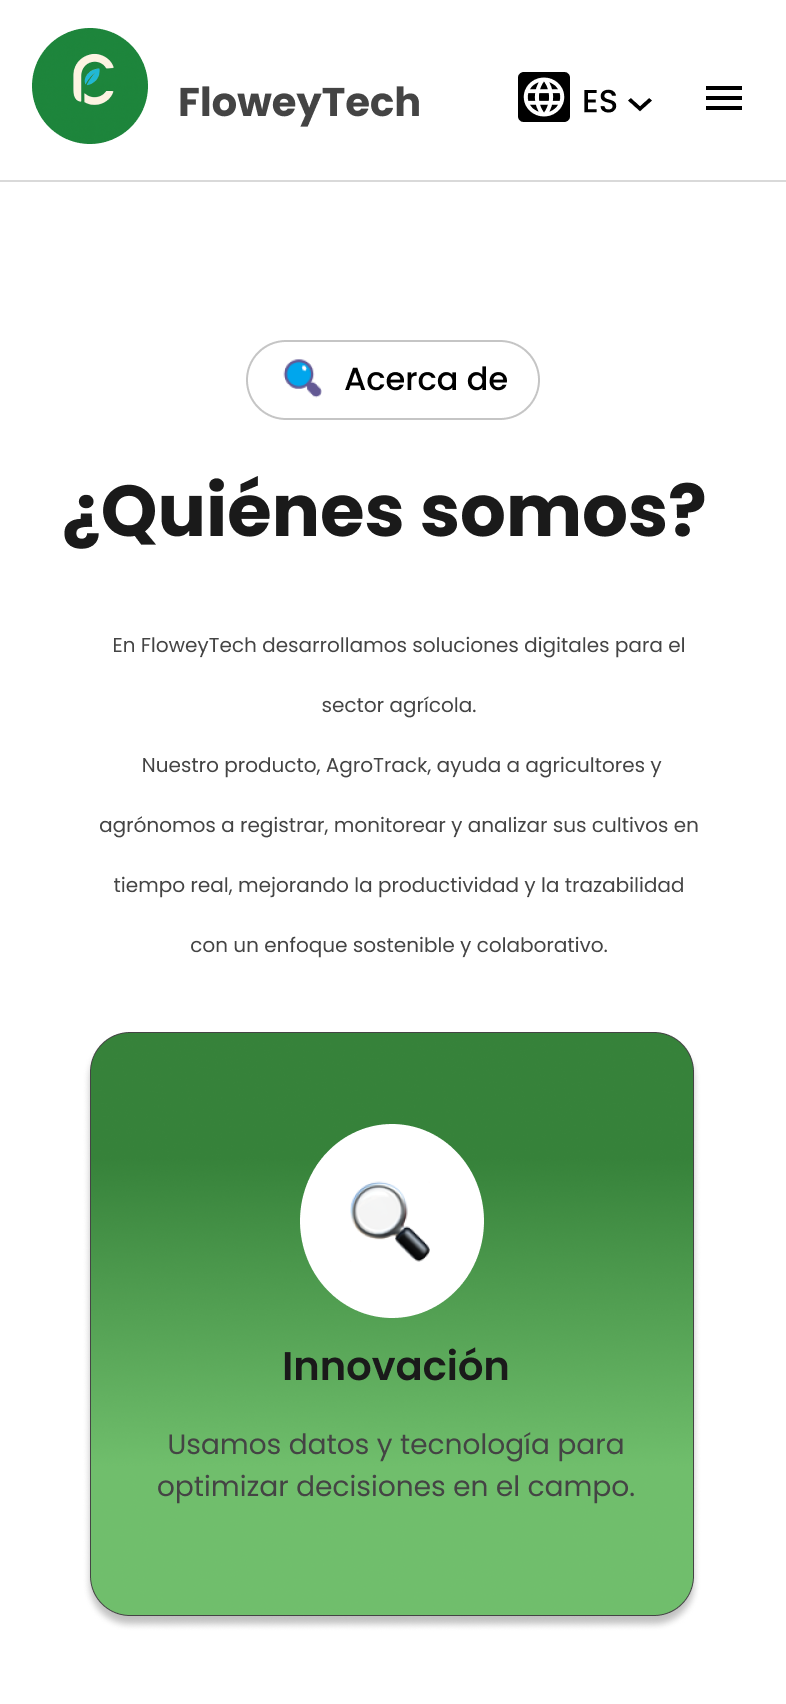 FloweyTech
ES
Acerca de
¿Quiénes somos?
En FloweyTech desarrollamos soluciones digitales para el
sector agrícola.
Nuestro producto, AgroTrack, ayuda a agricultores y
agrónomos a registrar, monitorear y analizar sus cultivos en
tiempo real, mejorando la productividad y la trazabilidad
con un enfoque sostenible y colaborativo.
Innovación
Usamos datos y tecnología para
optimizar decisiones en el campo.